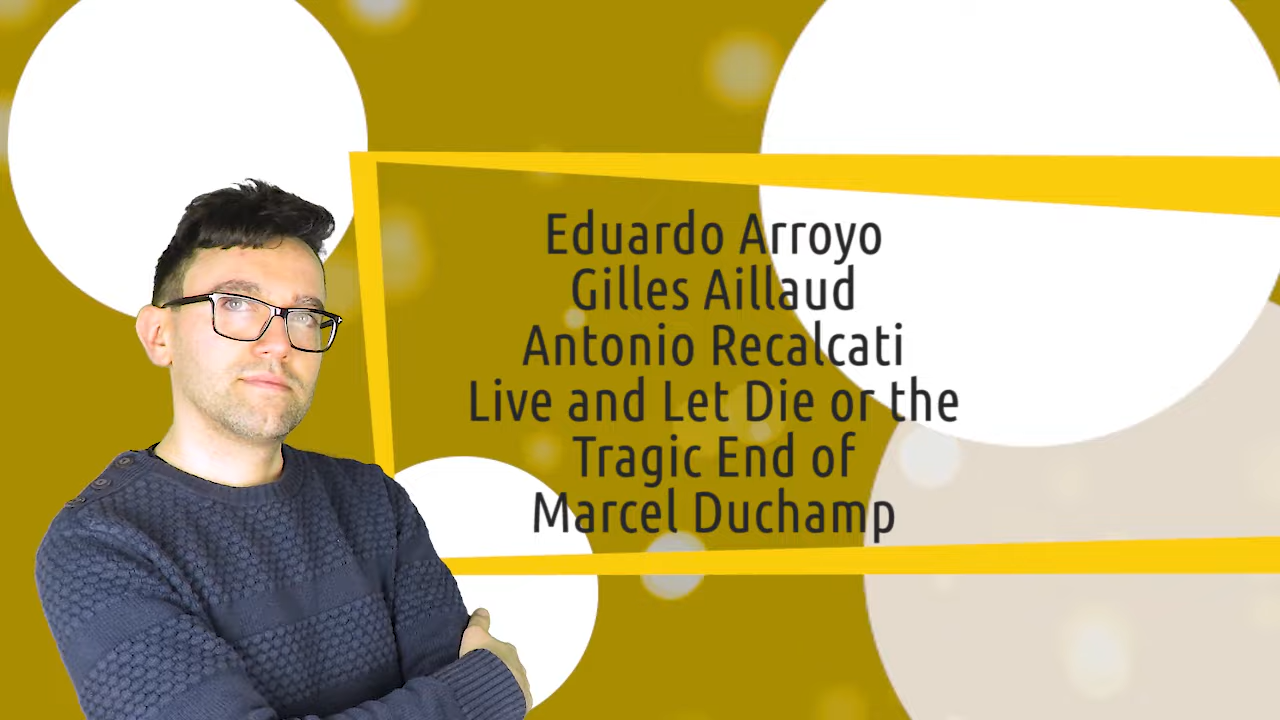 Eduardo Arroyo
Gilles Aillaud
Antonio Recalcati
Live and Let Die or the
Tragic End of
Marcel Duchamp